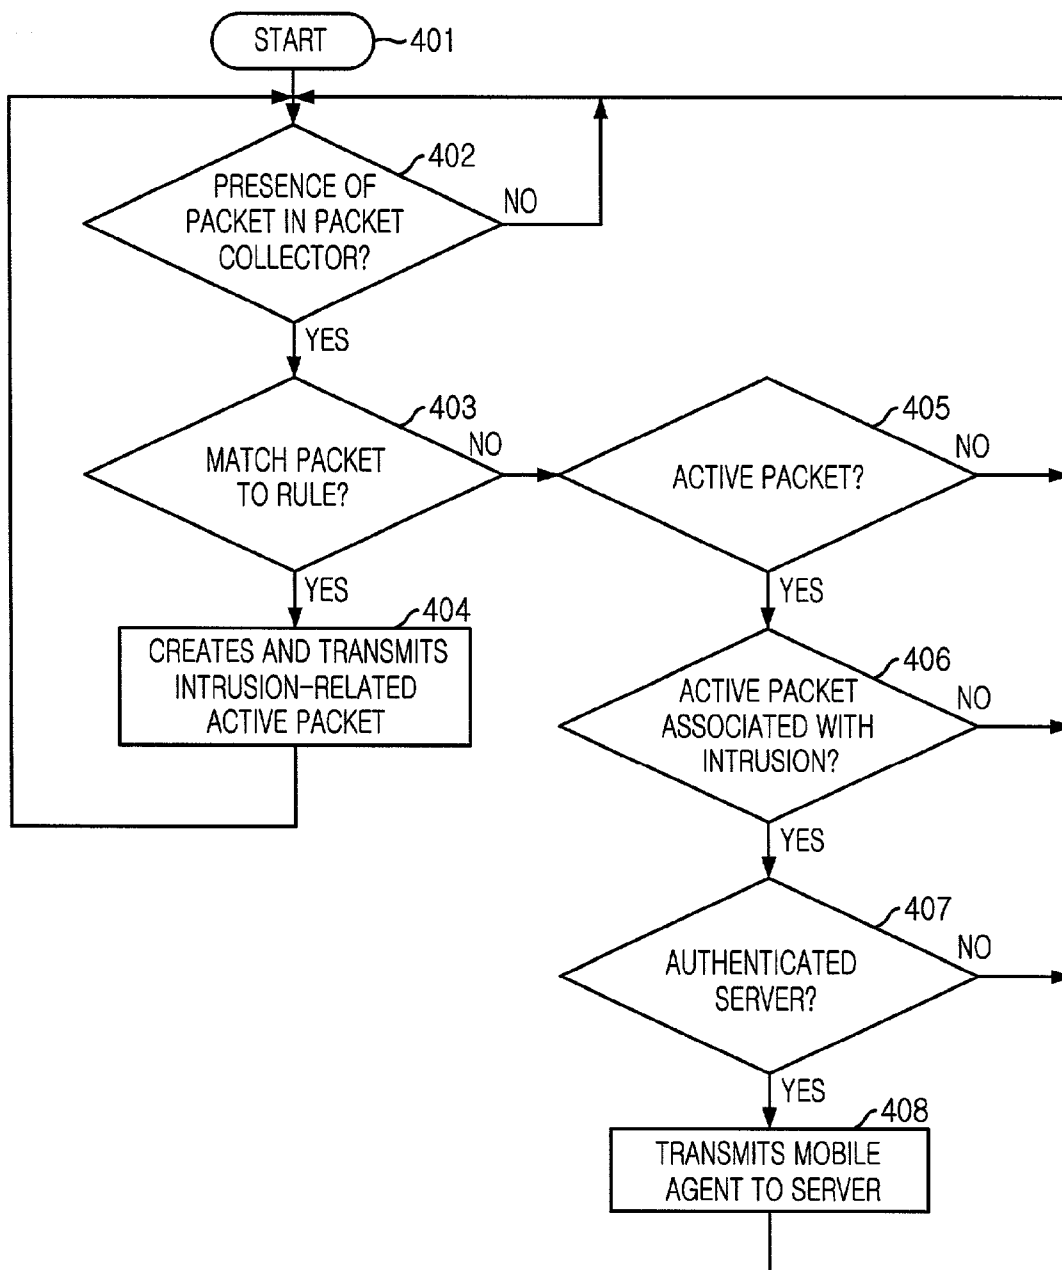 START
401
402
PRESENCE OF
PACKET IN PACKET
COLLECTOR?
NO
YES
403
MATCH PACKET
TO RULE?
NO
YES
404
CREATES AND TRANSMITS
INTRUSION-RELATED
ACTIVE PACKET
405
ACTIVE PACKET?
NO
YES
406
ACTIVE PACKET
ASSOCIATED WITH
INTRUSION?
NO
YES
407
AUTHENTICATED
SERVER?
NO
YES
408
TRANSMITS MOBILE
AGENT TO SERVER